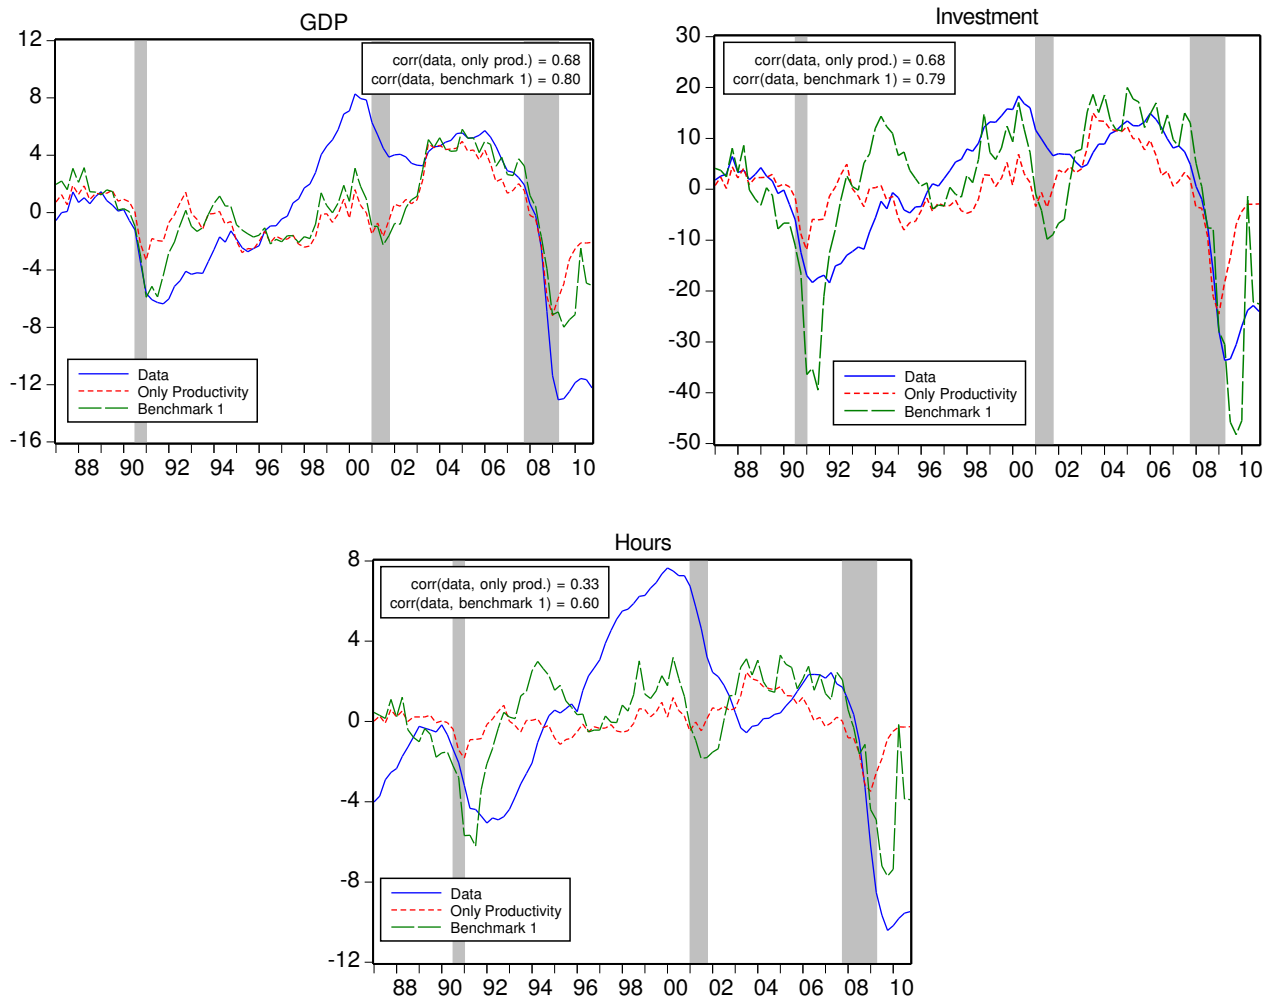 GDP
12
8
4
0
-4
-8
-12
-16
corr(data, only prod.) = 0.68
corr(data, benchmark 1) = 0.80
Data
Only Productivity
Benchmark 1
88 90 92 94 96 98 00 02 04 06 08 10
Investment
30
20
10
0
-10
-20
-30
-40
-50
corr(data, only prod.) = 0.68
corr(data, benchmark 1) = 0.79
Data
Only Productivity
Benchmark 1
88 90 92 94 96 98 00 02 04 06 08 10
Hours
8
4
0
-4
-8
-12
corr(data, only prod.) = 0.33
corr(data, benchmark 1) = 0.60
Data
Only Productivity
Benchmark 1
88 90 92 94 96 98 00 02 04 06 08 10